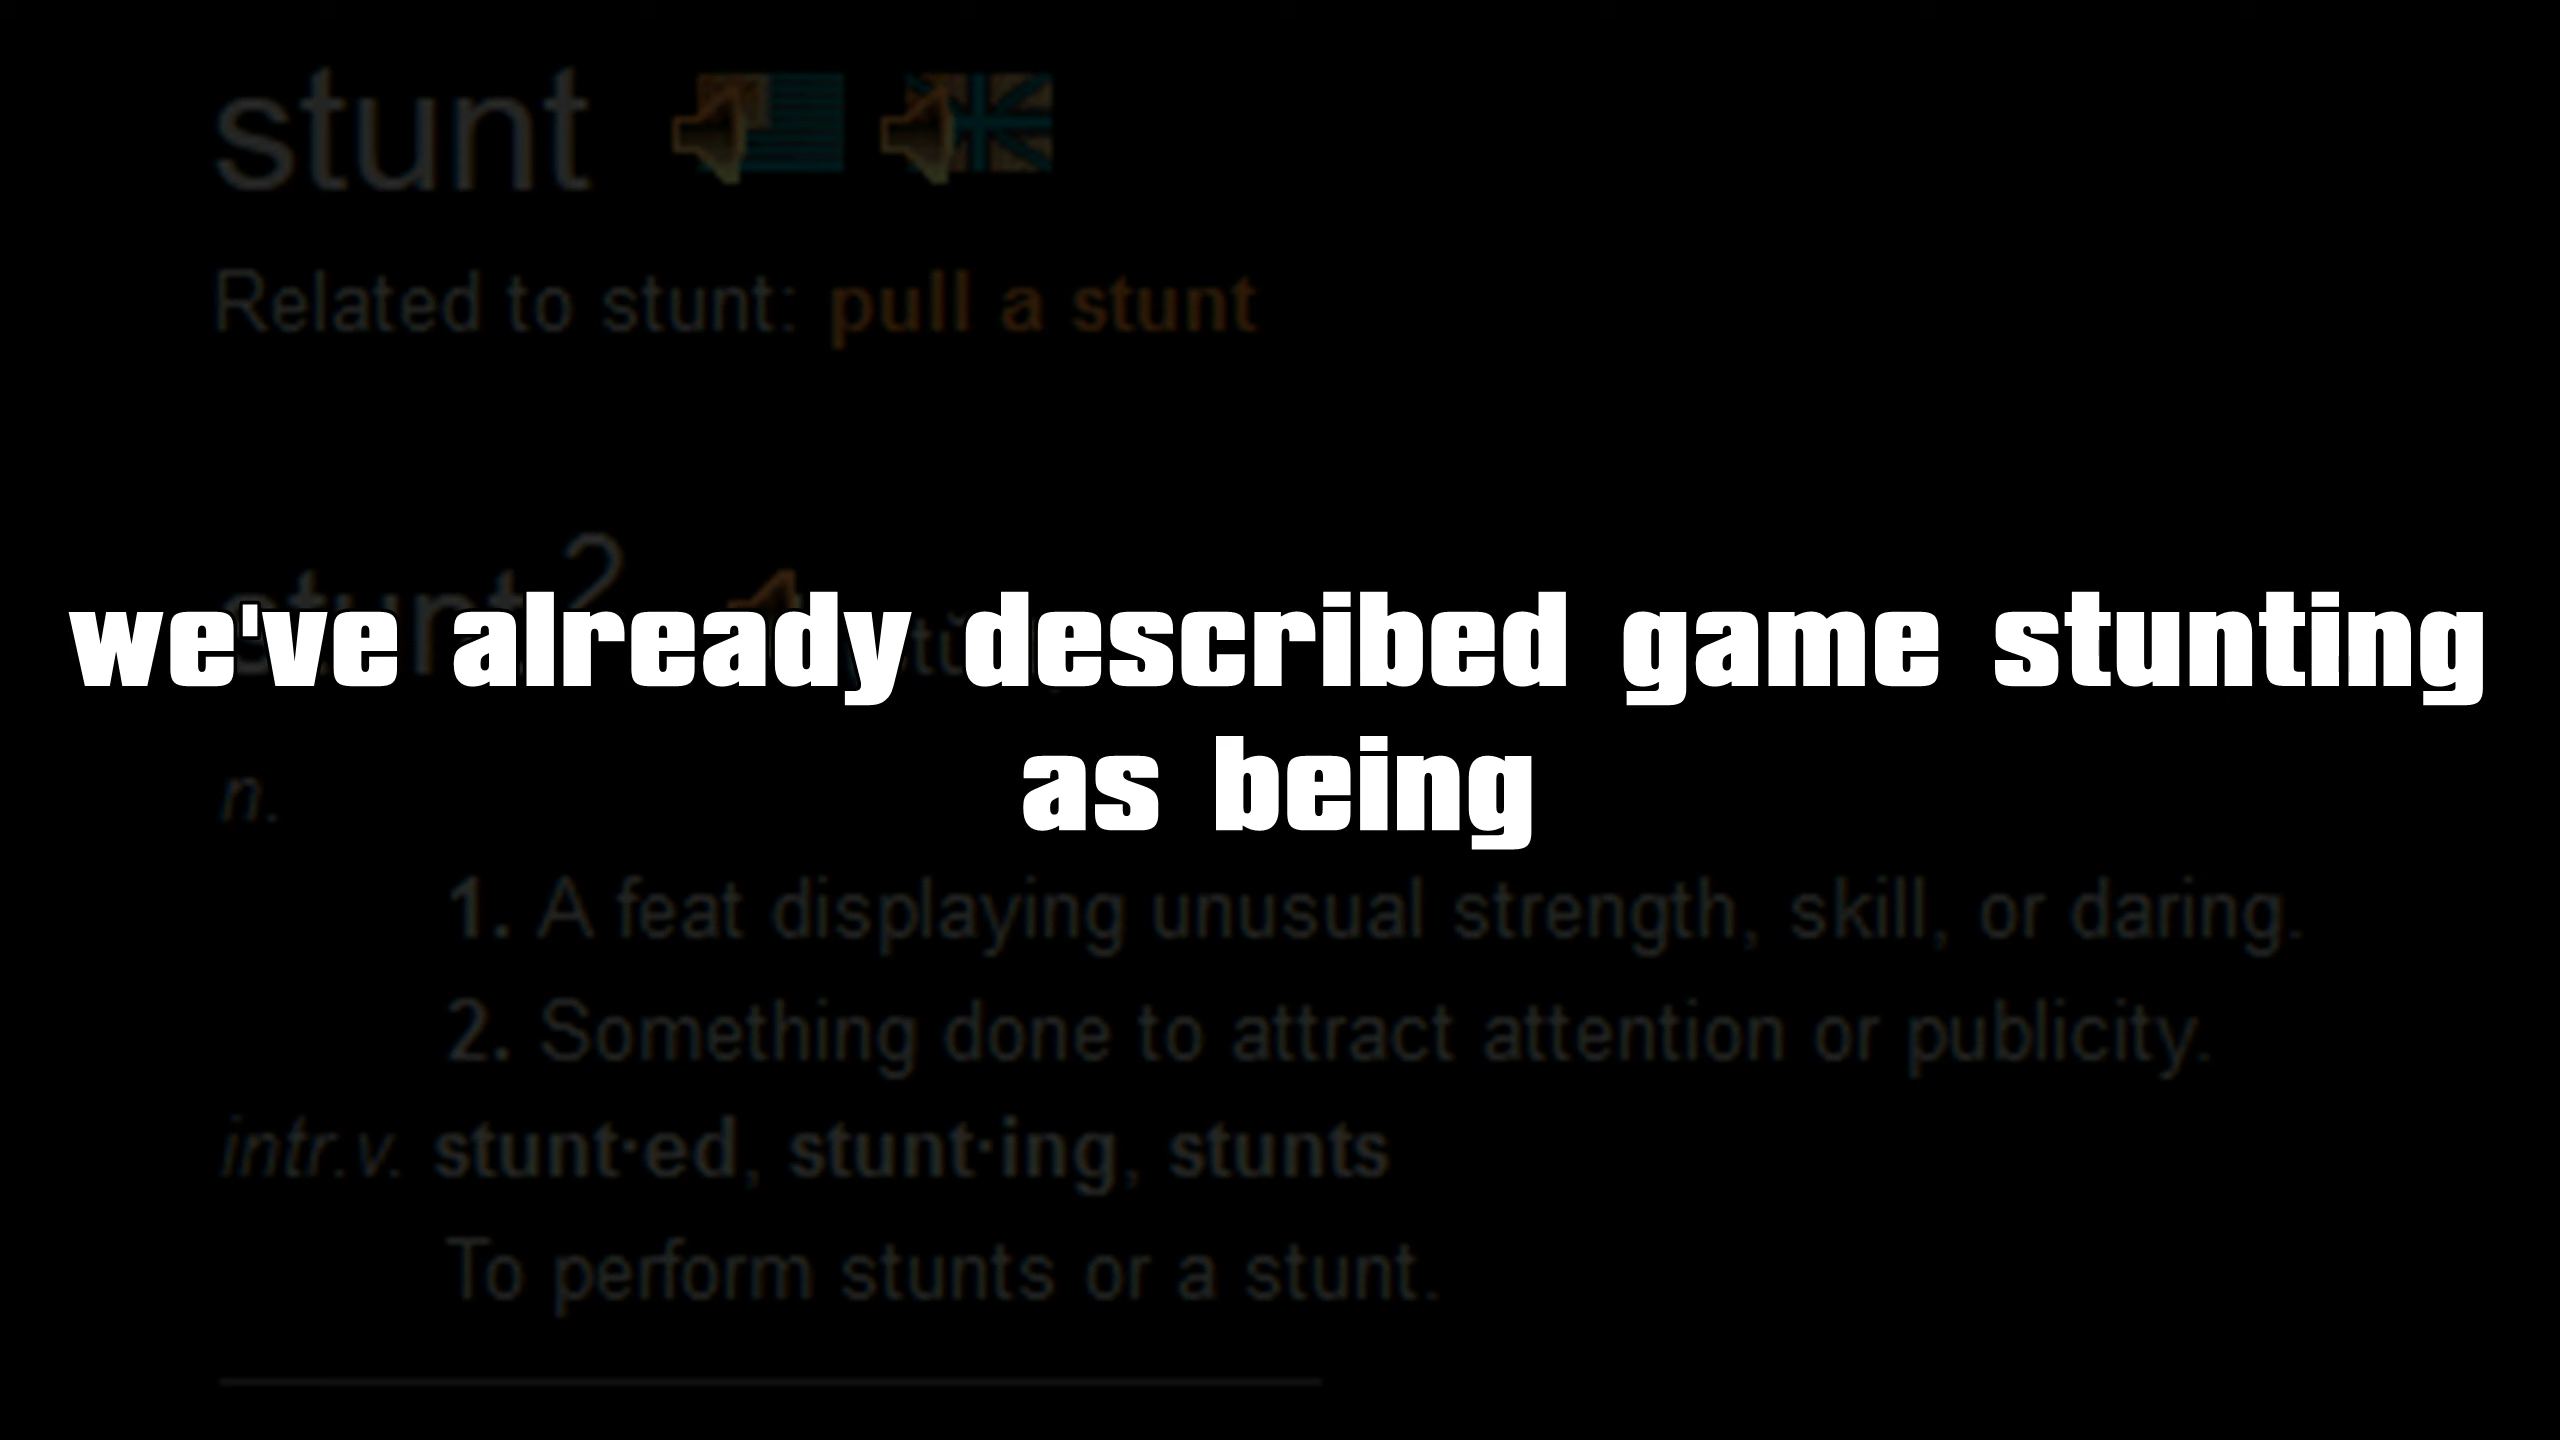 stunt
Related to stunt: pull a stunt
stunt 2
we've already described game stunting
as being
n.
1. A feat displaying unusual strength, skill, or daring.
2. Something done to attract attention or publicity.
intr.v. stunt·ed, stunt·ing, stunts
To perform stunts or a stunt.